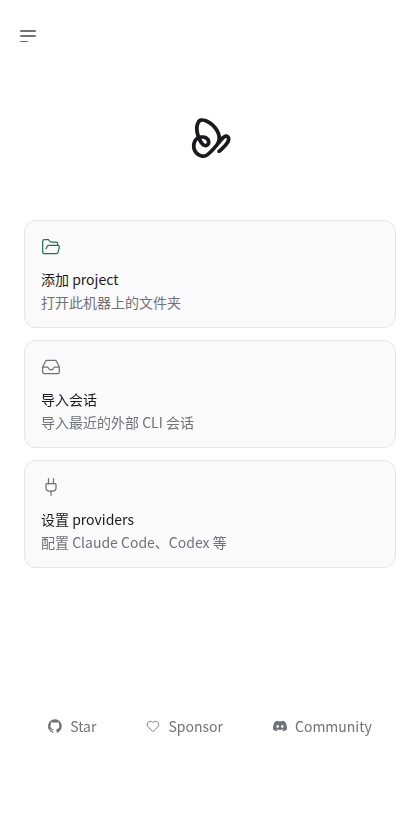 添加 project
打开此机器上的文件夹
导入会话
导入最近的外部 CLI 会话
设置 providers
配置 Claude Code、Codex 等
Star
Sponsor
Community